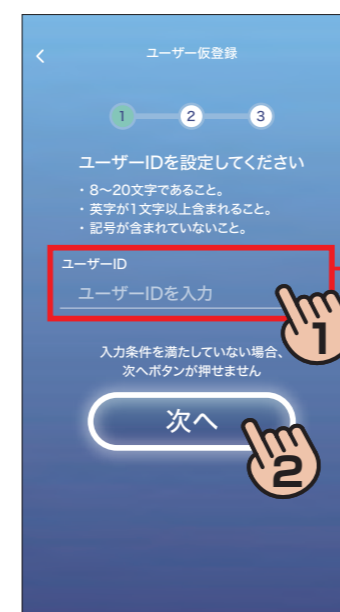 ユーザー仮登録
1 2 3
ユーザーIDを設定してください
・8〜20文字であること。
・英字が1文字以上含まれること。
・記号が含まれていないこと。
ユーザーID
ユーザーIDを入力
1
入力条件を満たしていない場合、
次へボタンが押せません
次へ
2